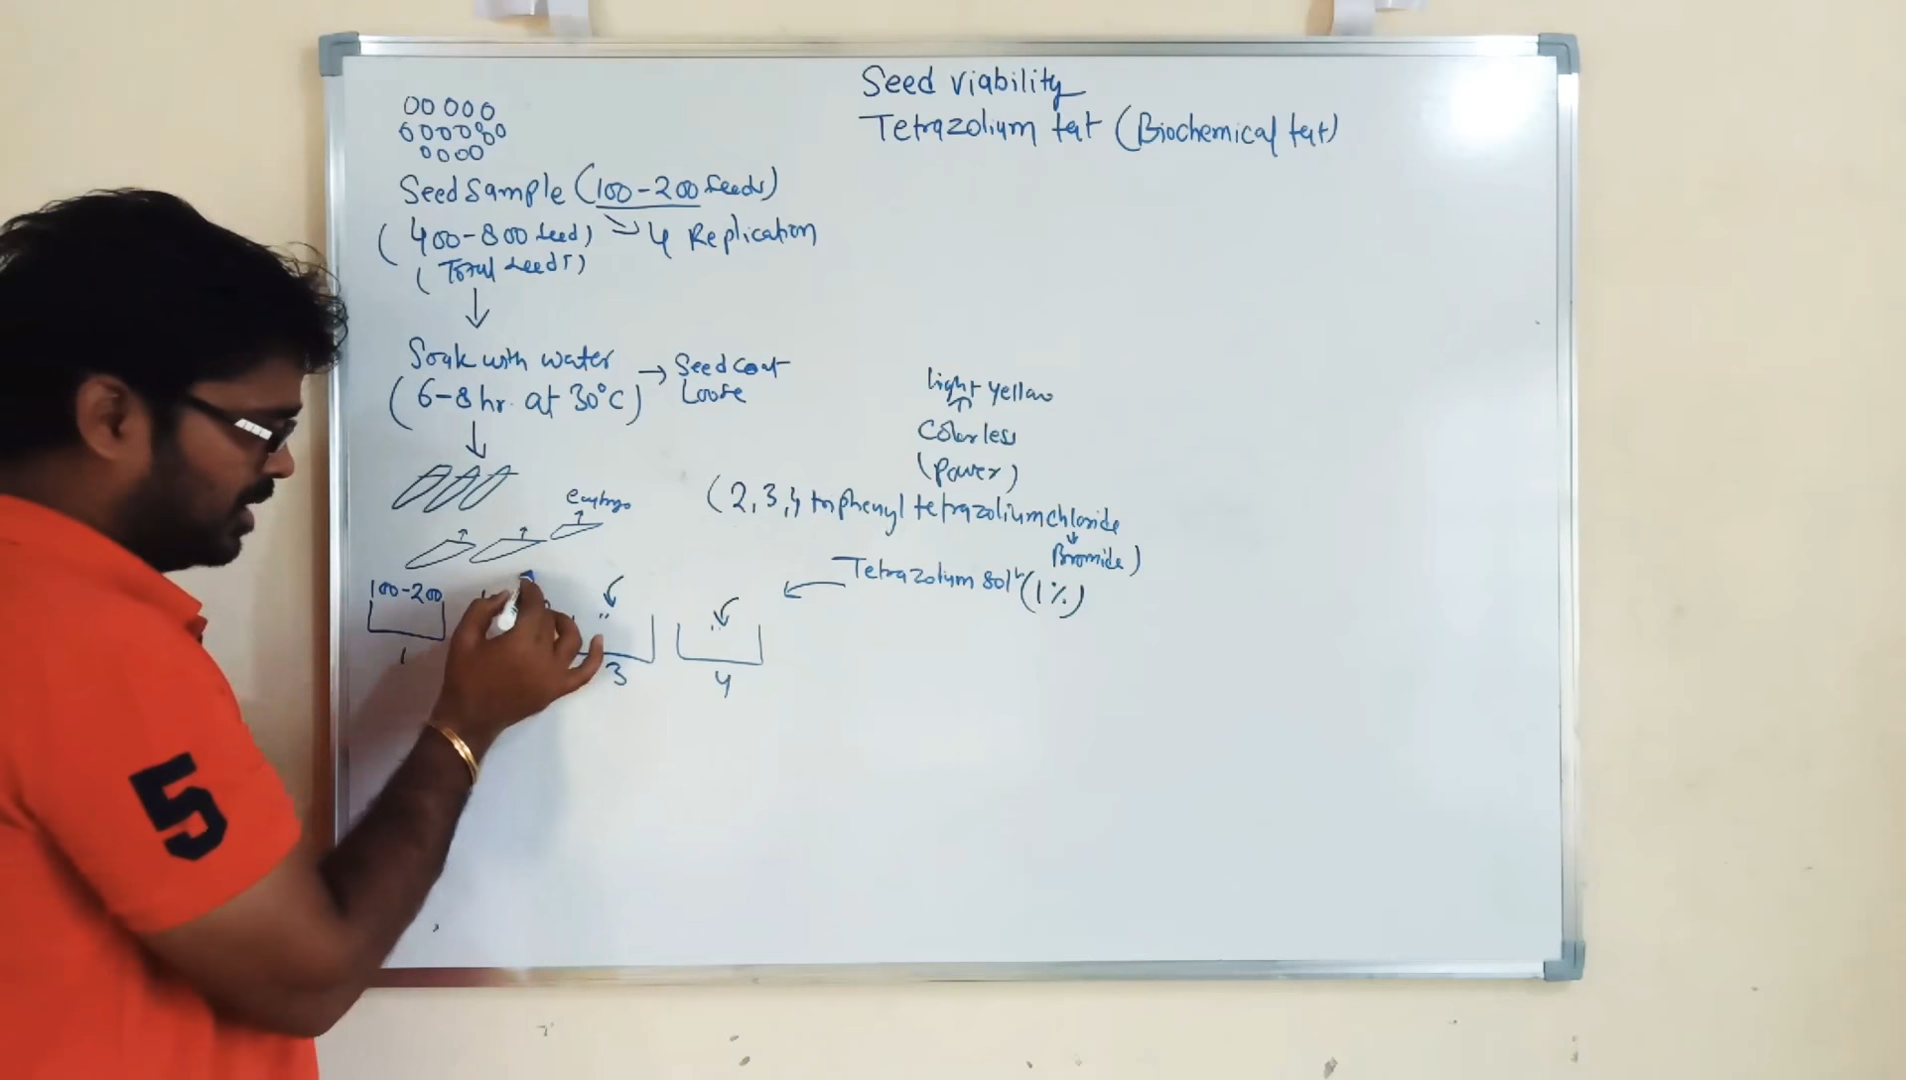 Seed viability
Tetrazolium test (Biochemical test)
Seed Sample (100-200 Seeds)
(400-800 seed) → 4 Replication
(Total seeds)
Soak with water → Seed coat
(6-8 hr. at 30°C) Loose
light yellow
Colorless
(Power)
embryo
(2, 3, 4 triphenyl tetrazolium chloride
Bromide)
Tetrazolium solⁿ (1%)
100-200
1
3
4
5